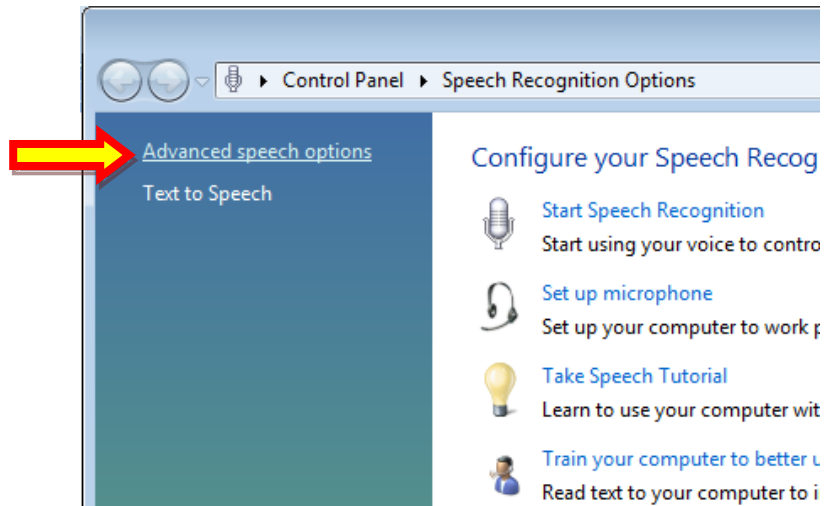 Control Panel Speech Recognition Options
Advanced speech options
Text to Speech
Configure your Speech Recog
Start Speech Recognition
Start using your voice to contro
Set up microphone
Set up your computer to work p
Take Speech Tutorial
Learn to use your computer wit
Train your computer to better u
Read text to your computer to i